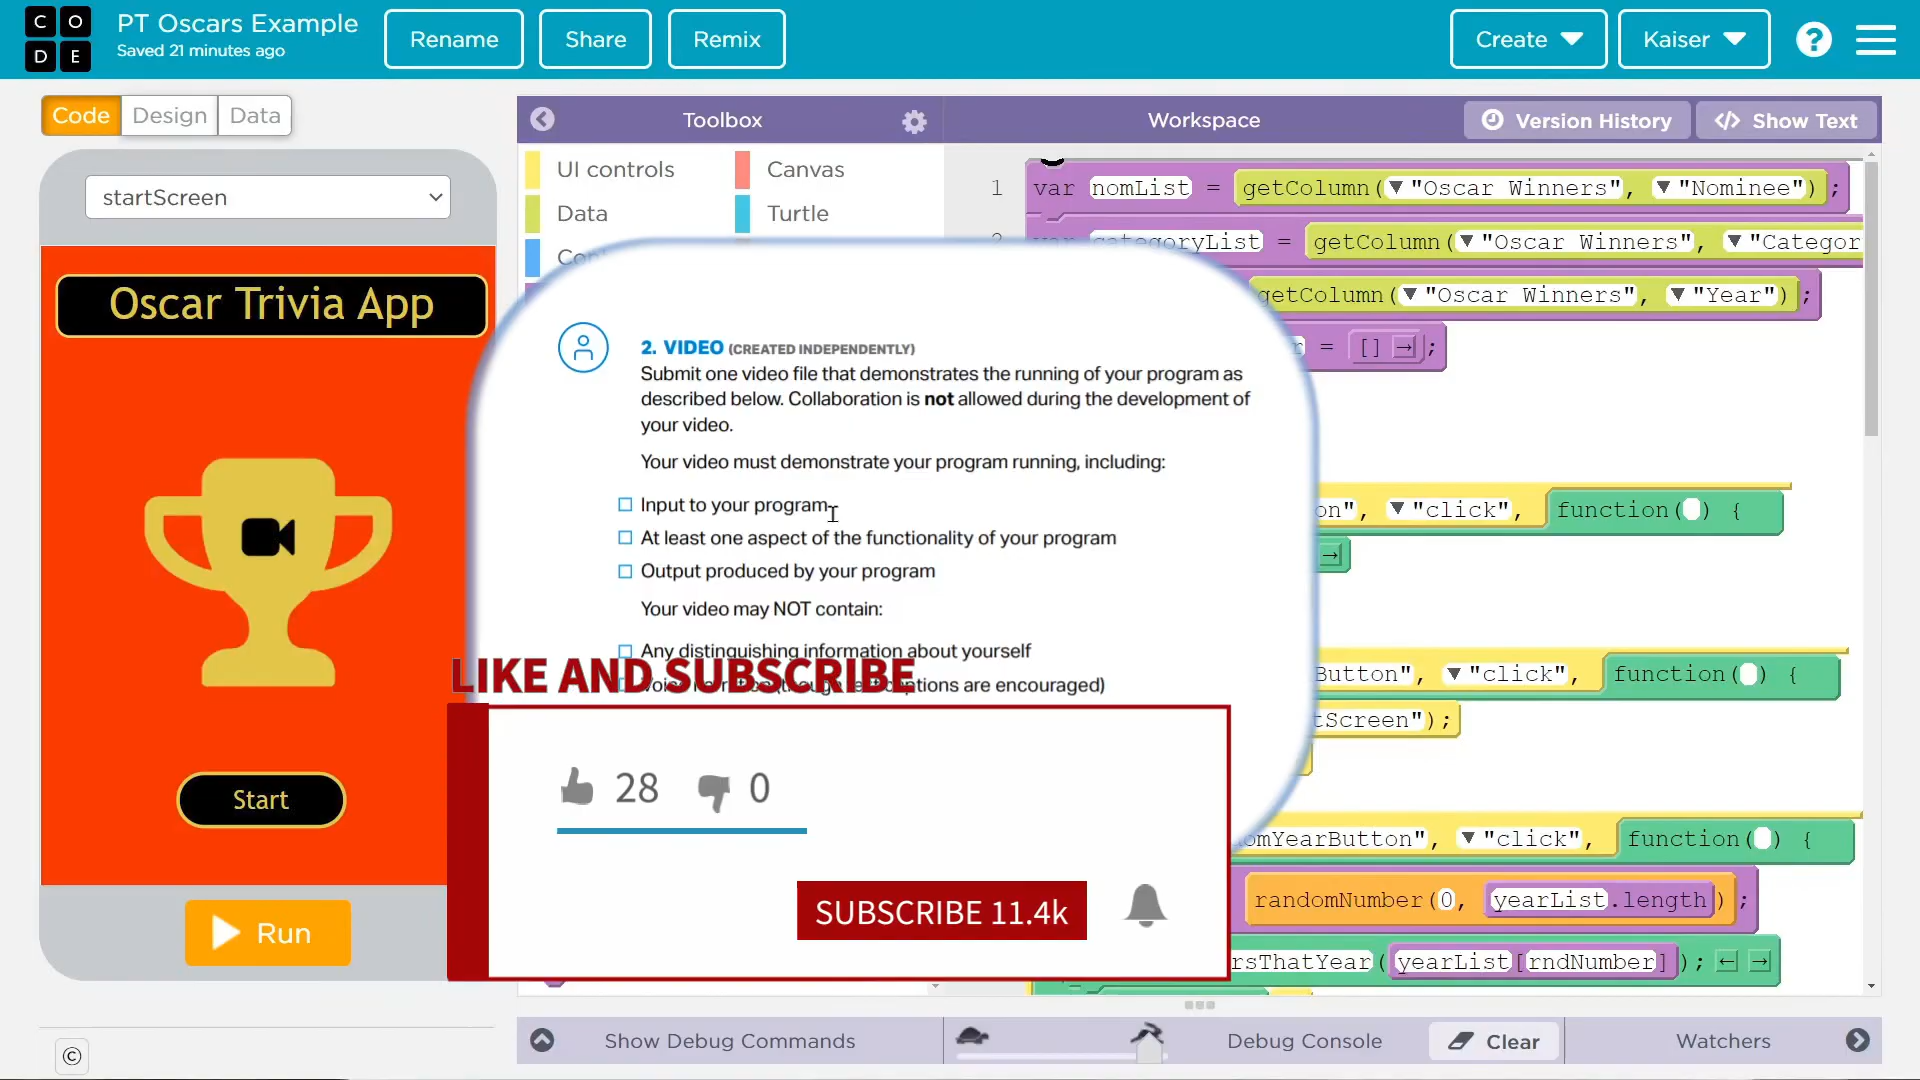 C O
D E
PT Oscars Example
Saved 21 minutes ago
Rename
Share
Remix
Create
Kaiser
?
Code
Design
Data
Toolbox
Workspace
Version History
</> Show Text
startScreen
Oscar Trivia App
Start
Run
UI controls
Canvas
Data
Turtle
1 var nomList = getColumn("Oscar Winners", "Nominee");
categoryList = getColumn("Oscar Winners", "Categor
getColumn("Oscar Winners", "Year");
r = [] ;
on", "click", function() {
Button", "click", function() {
tScreen");
omYearButton", "click", function() {
randomNumber(0, yearList.length);
rsThatYear(yearList[rndNumber]);
2. VIDEO (CREATED INDEPENDENTLY)
Submit one video file that demonstrates the running of your program as
described below. Collaboration is not allowed during the development of
your video.
Your video must demonstrate your program running, including:
Input to your program
At least one aspect of the functionality of your program
Output produced by your program
Your video may NOT contain:
Any distinguishing information about yourself
are encouraged)
LIKE AND SUBSCRIBE
28
0
SUBSCRIBE 11.4k
Show Debug Commands
Debug Console
Clear
Watchers
©